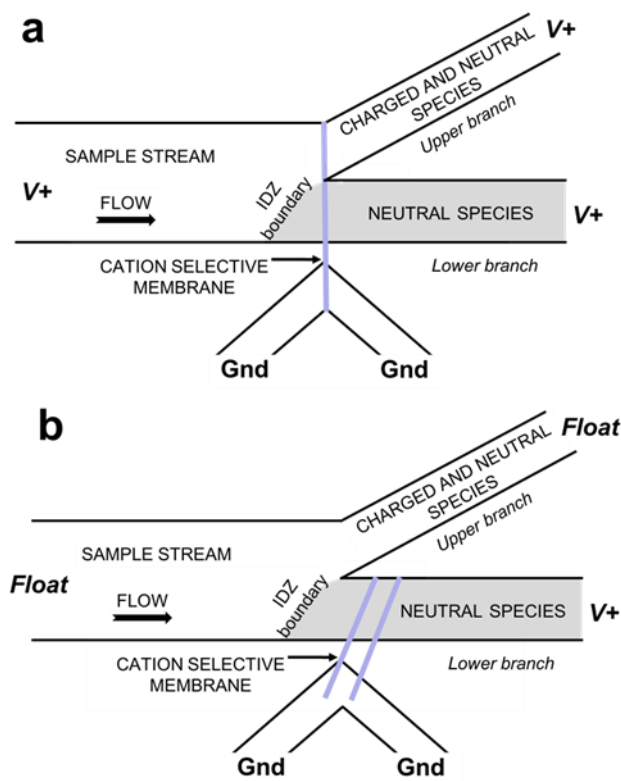 a
CHARGED AND NEUTRAL
SPECIES
V+
Upper branch
SAMPLE STREAM
V+
FLOW
IDZ
boundary
NEUTRAL SPECIES
V+
CATION SELECTIVE
MEMBRANE
Lower branch
Gnd
Gnd
b
CHARGED AND NEUTRAL
SPECIES
Float
Upper branch
SAMPLE STREAM
Float
FLOW
IDZ
boundary
NEUTRAL SPECIES
V+
CATION SELECTIVE
MEMBRANE
Lower branch
Gnd
Gnd